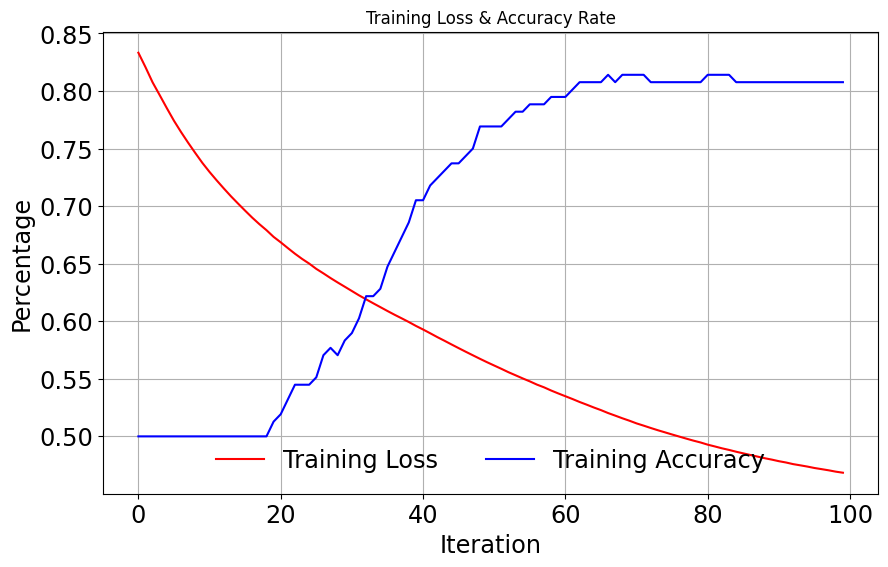 Training Loss & Accuracy Rate
0.85
0.80
0.75
0.70
0.65
0.60
0.55
0.50
Percentage
Training Loss
Training Accuracy
0 20 40 60 80 100
Iteration